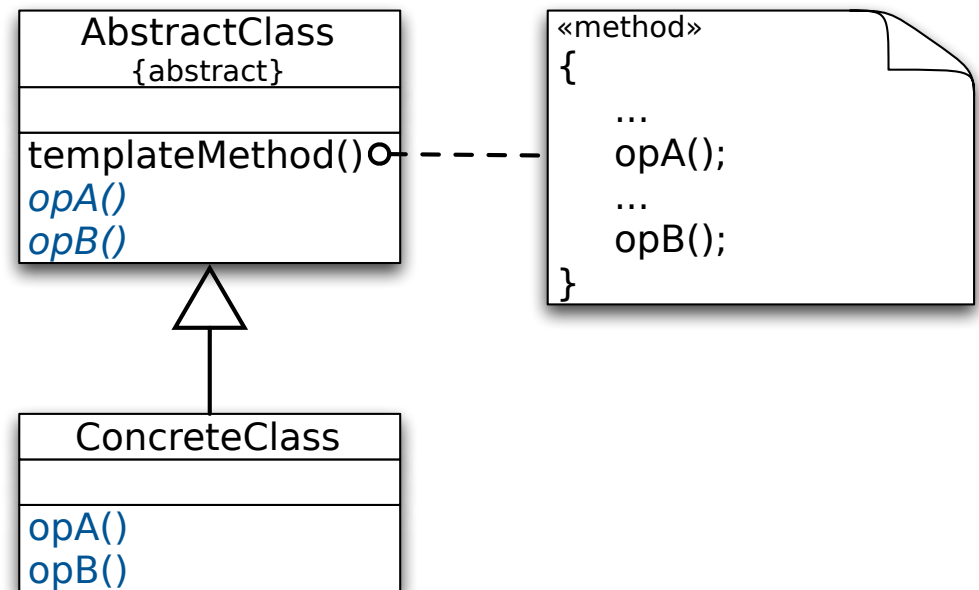 AbstractClass
{abstract}
templateMethod()
opA()
opB()
«method»
{
...
opA();
...
opB();
}
ConcreteClass
opA()
opB()